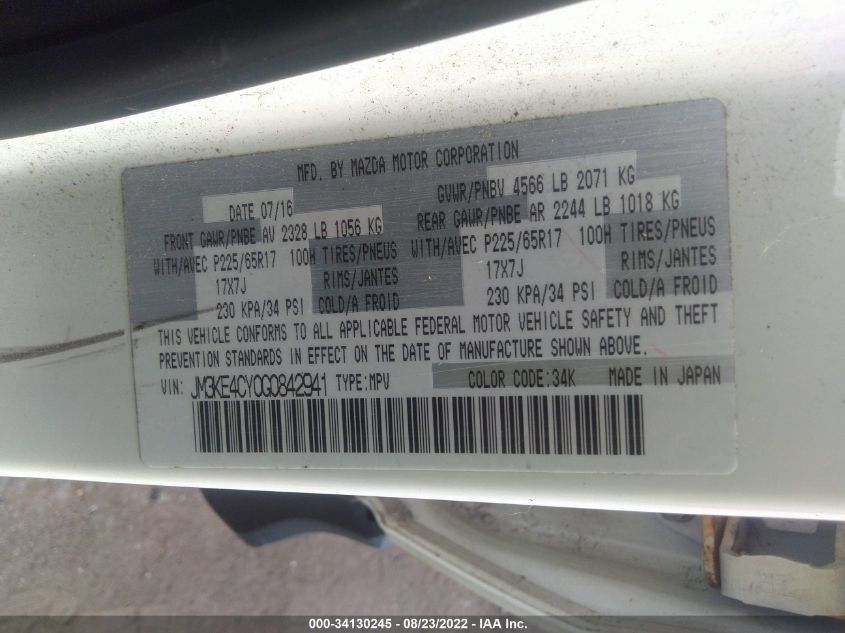 MFD. BY MAZDA MOTOR CORPORATION
DATE 07/16 GVWR/PNBV 4566 LB 2071 KG
FRONT GAWR/PNBE AV 2328 LB 1056 KG REAR GAWR/PNBE AR 2244 LB 1018 KG
WITH/AVEC P225/65R17 100H TIRES/PNEUS WITH/AVEC P225/65R17 100H TIRES/PNEUS
17X7J RIMS/JANTES 17X7J RIMS/JANTES
230 KPA/34 PSI COLD/A FROID 230 KPA/34 PSI COLD/A FROID
THIS VEHICLE CONFORMS TO ALL APPLICABLE FEDERAL MOTOR VEHICLE SAFETY AND THEFT
PREVENTION STANDARDS IN EFFECT ON THE DATE OF MANUFACTURE SHOWN ABOVE.
VIN: JM3KE4CY0G0842941 TYPE:MPV COLOR CODE:34K MADE IN JAPAN
000-34130245 - 08/23/2022 - IAA Inc.